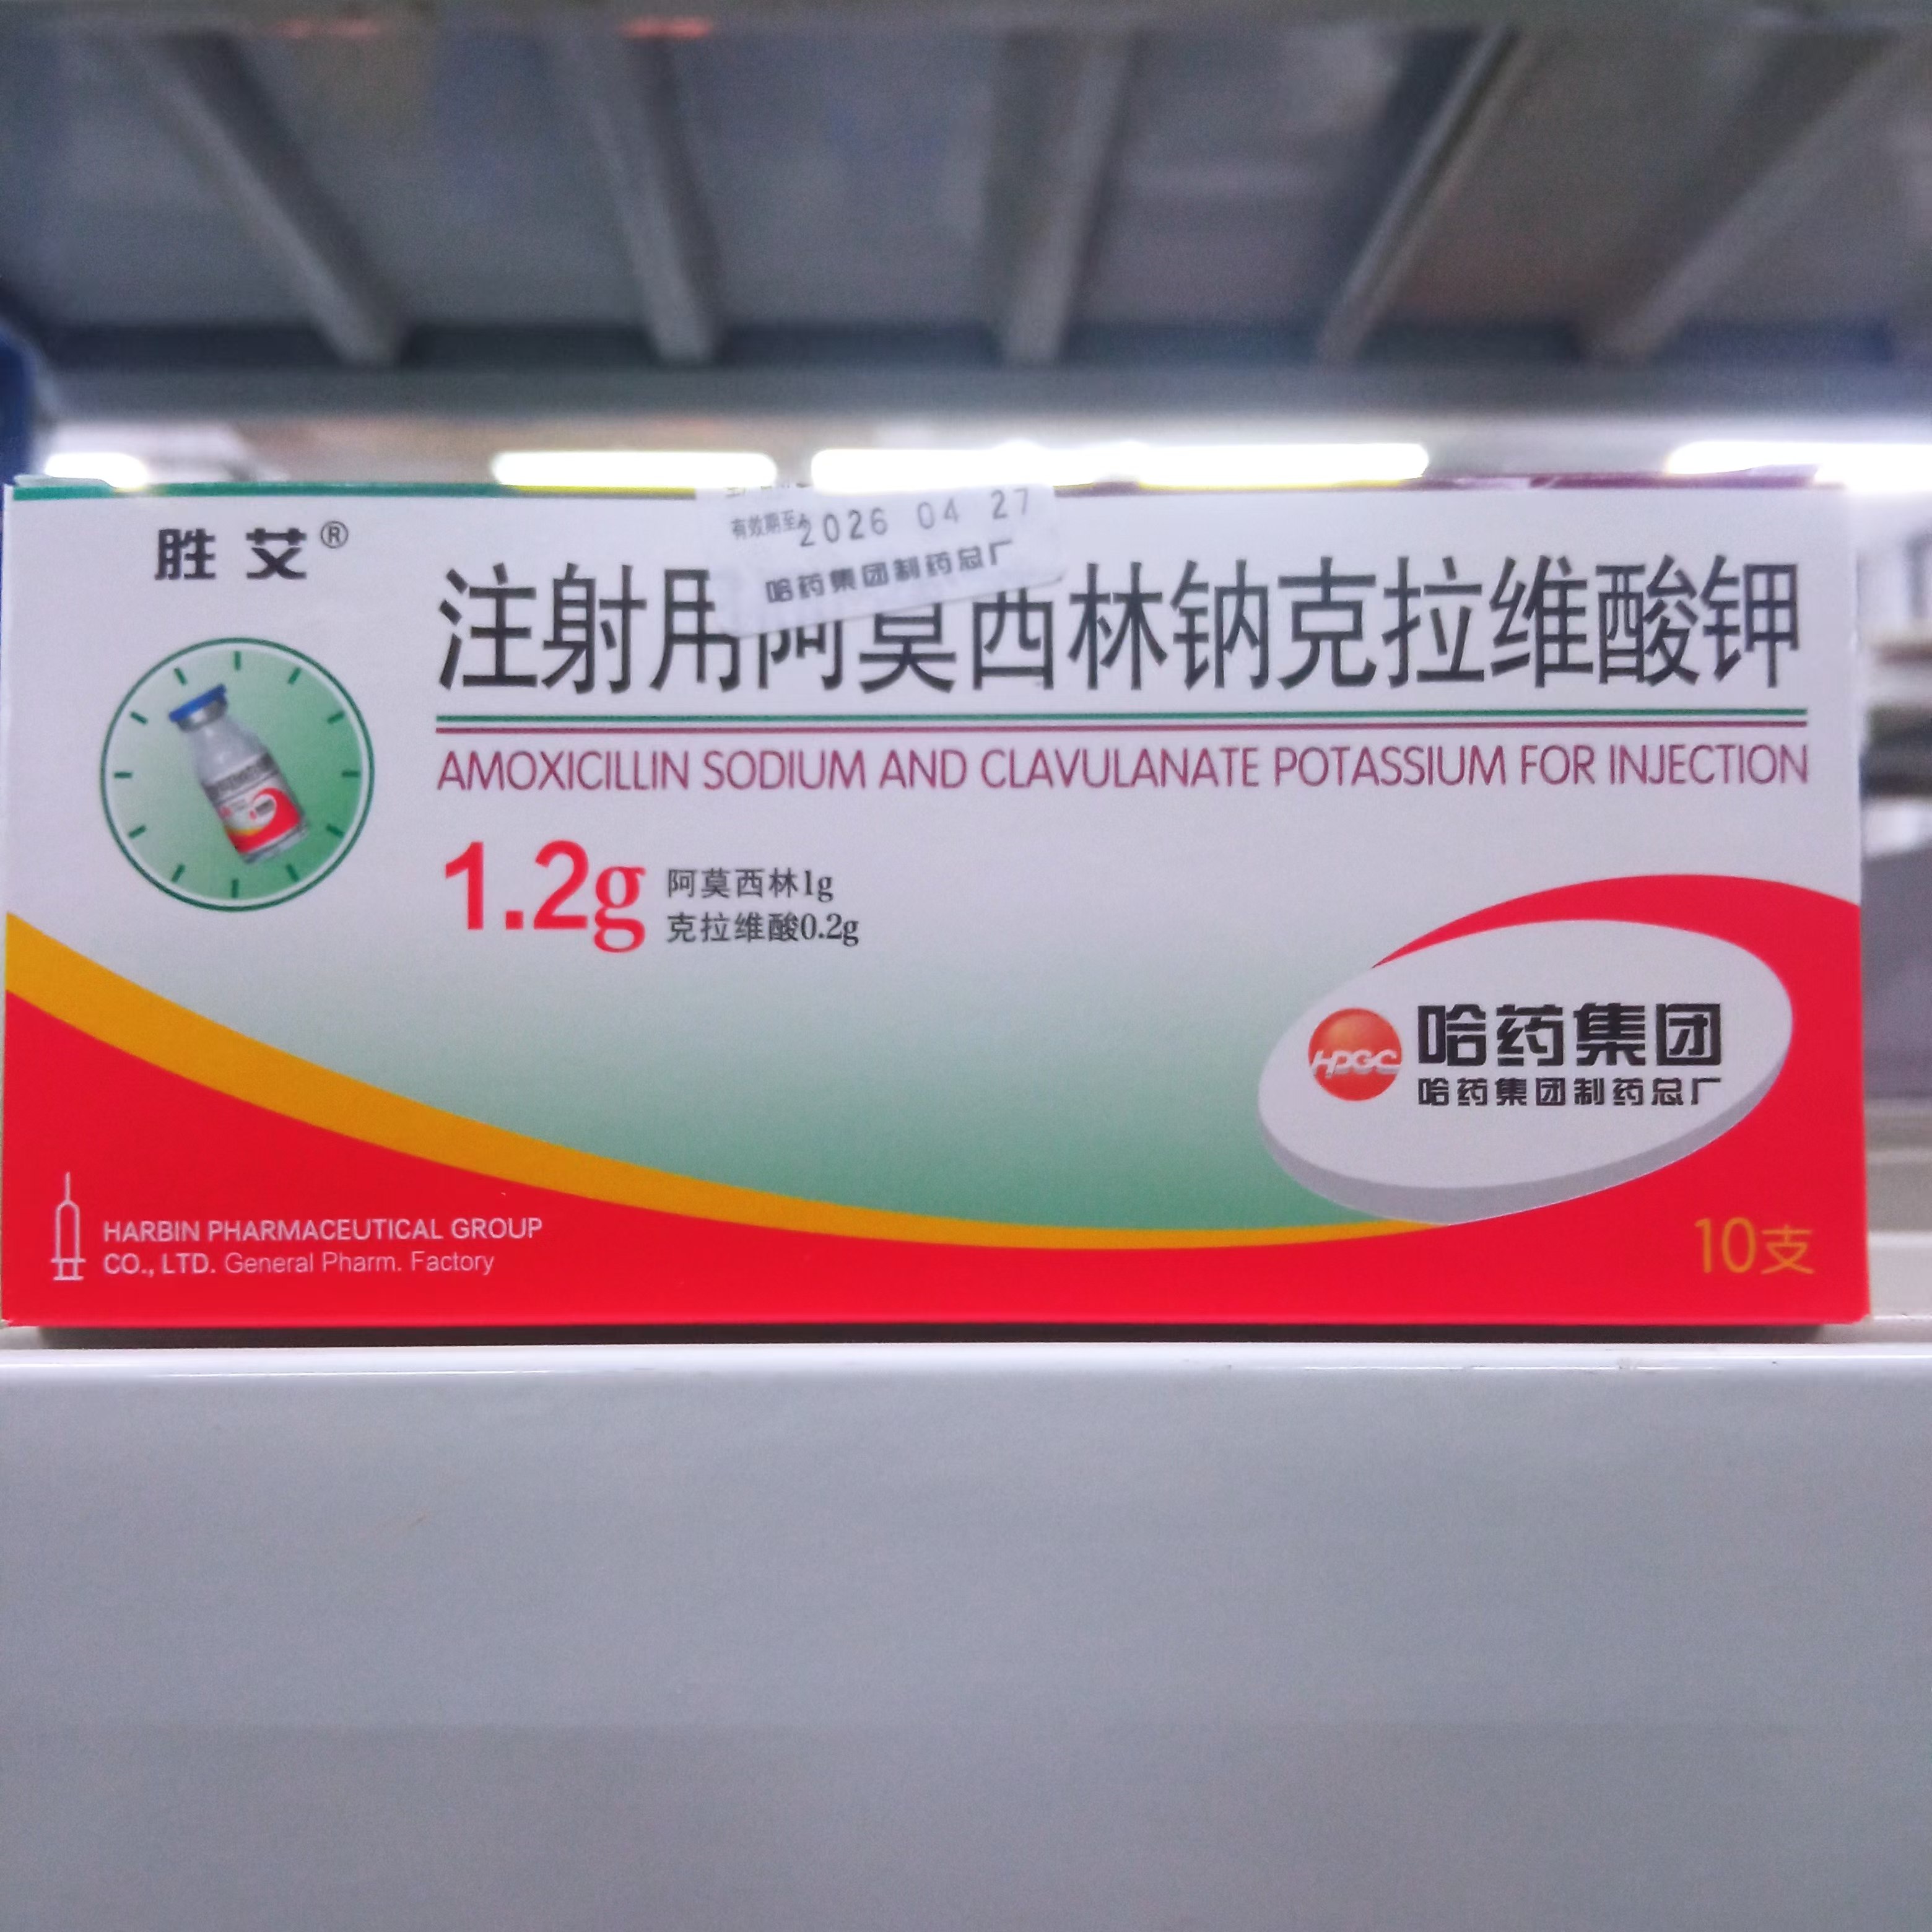 有效期至 2026 04 27
哈药集团制药总厂
胜艾®
注射用阿莫西林钠克拉维酸钾
AMOXICILLIN SODIUM AND CLAVULANATE POTASSIUM FOR INJECTION
1.2g
阿莫西林1g
克拉维酸0.2g
HPGC
哈药集团
哈药集团制药总厂
HARBIN PHARMACEUTICAL GROUP
CO., LTD. General Pharm. Factory
10支